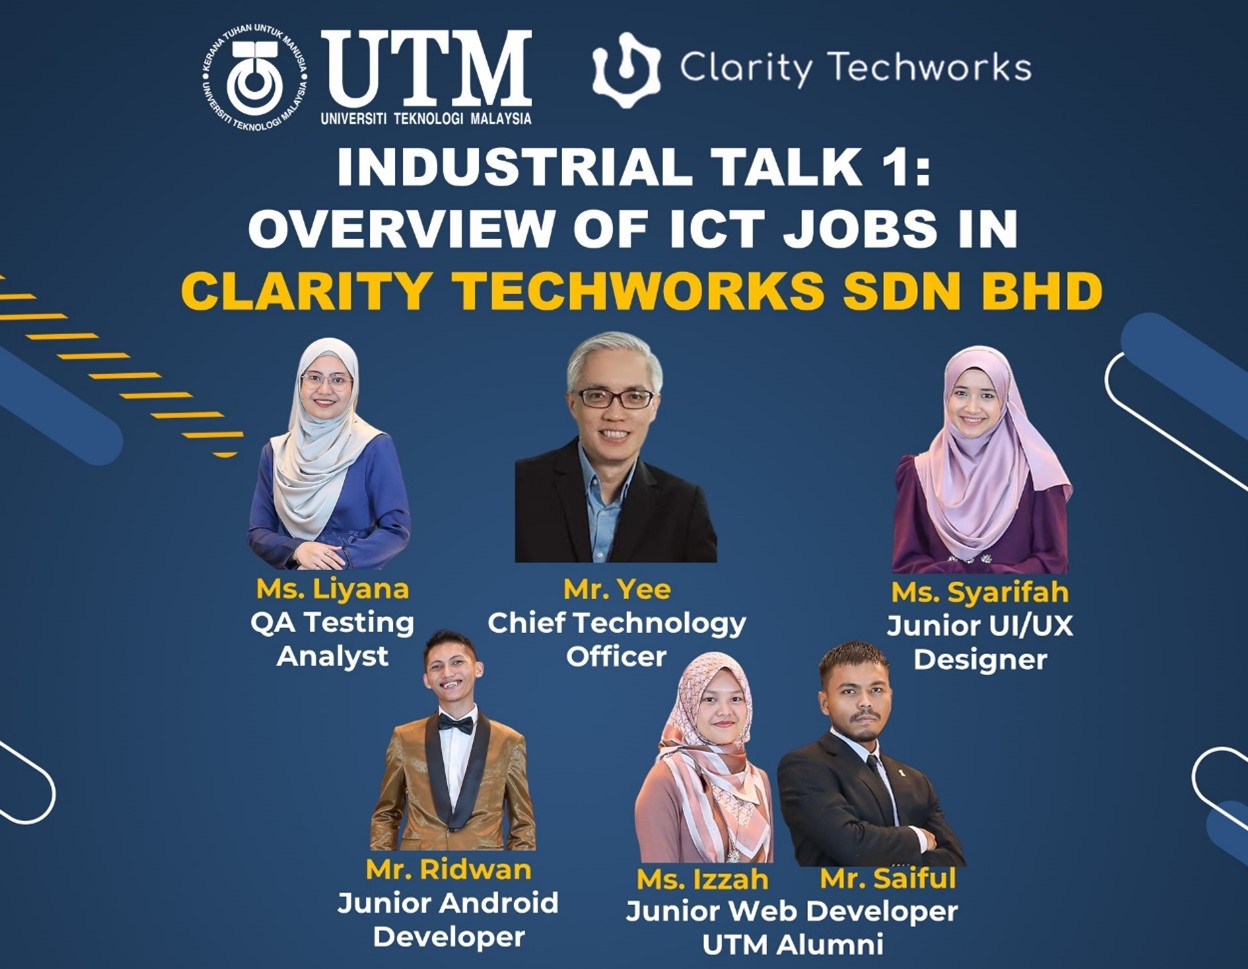 KERANA TUHAN UNTUK MANUSIA
UNIVERSITI TEKNOLOGI MALAYSIA
UTM
UNIVERSITI TEKNOLOGI MALAYSIA
Clarity Techworks
INDUSTRIAL TALK 1:
OVERVIEW OF ICT JOBS IN
CLARITY TECHWORKS SDN BHD
Ms. Liyana
QA Testing
Analyst
Mr. Yee
Chief Technology
Officer
Ms. Syarifah
Junior UI/UX
Designer
Mr. Ridwan
Junior Android
Developer
Ms. Izzah
Mr. Saiful
Junior Web Developer
UTM Alumni